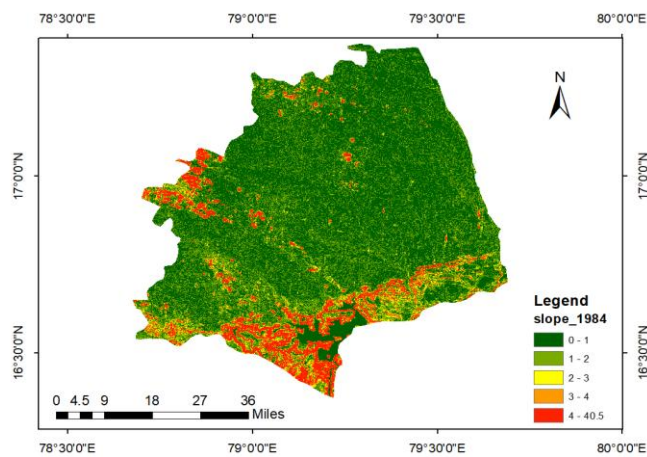 78°30'0"E 79°0'0"E 79°30'0"E 80°0'0"E
N
17°0'0"N 17°0'0"N
16°30'0"N 16°30'0"N
Legend
slope_1984
0 - 1
1 - 2
2 - 3
3 - 4
4 - 40.5
0 4.5 9 18 27 36
Miles
78°30'0"E 79°0'0"E 79°30'0"E 80°0'0"E